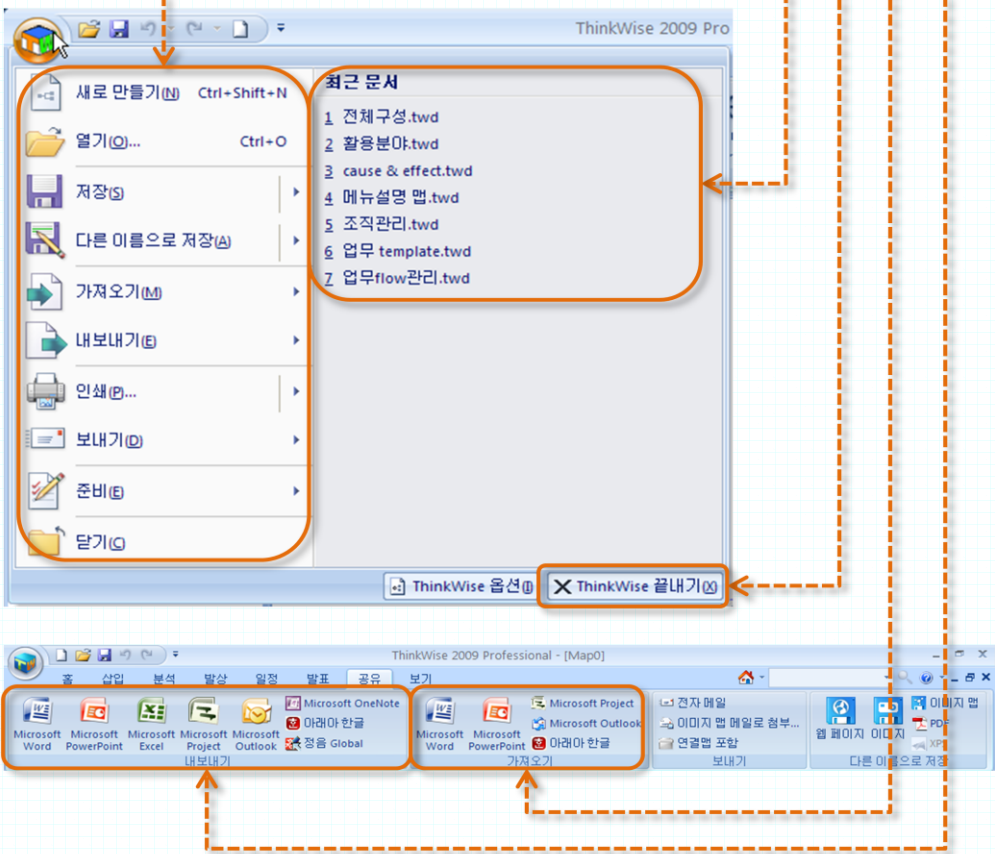 ThinkWise 2009 Pro
새로 만들기(N) Ctrl+Shift+N
열기(O)... Ctrl+O
저장(S)
다른 이름으로 저장(A)
가져오기(M)
내보내기(E)
인쇄(P)...
보내기(D)
준비(E)
닫기(C)
최근 문서
1 전체구성.twd
2 활용분야.twd
3 cause & effect.twd
4 메뉴설명 맵.twd
5 조직관리.twd
6 업무 template.twd
7 업무flow관리.twd
ThinkWise 옵션(I) ThinkWise 끝내기(X)
ThinkWise 2009 Professional - [Map0]
홈 삽입 분석 발상 일정 발표 공유 보기
Microsoft Word
Microsoft PowerPoint
Microsoft Excel
Microsoft Project
Microsoft Outlook
Microsoft OneNote
아래아 한글
정음 Global
내보내기
Microsoft Word
Microsoft PowerPoint
Microsoft Project
Microsoft Outlook
아래아 한글
가져오기
전자 메일
이미지 맵 메일로 첨부...
연결맵 포함
보내기
웹 페이지
이미지
이미지 맵
PDF
XPS
다른 이름으로 저장